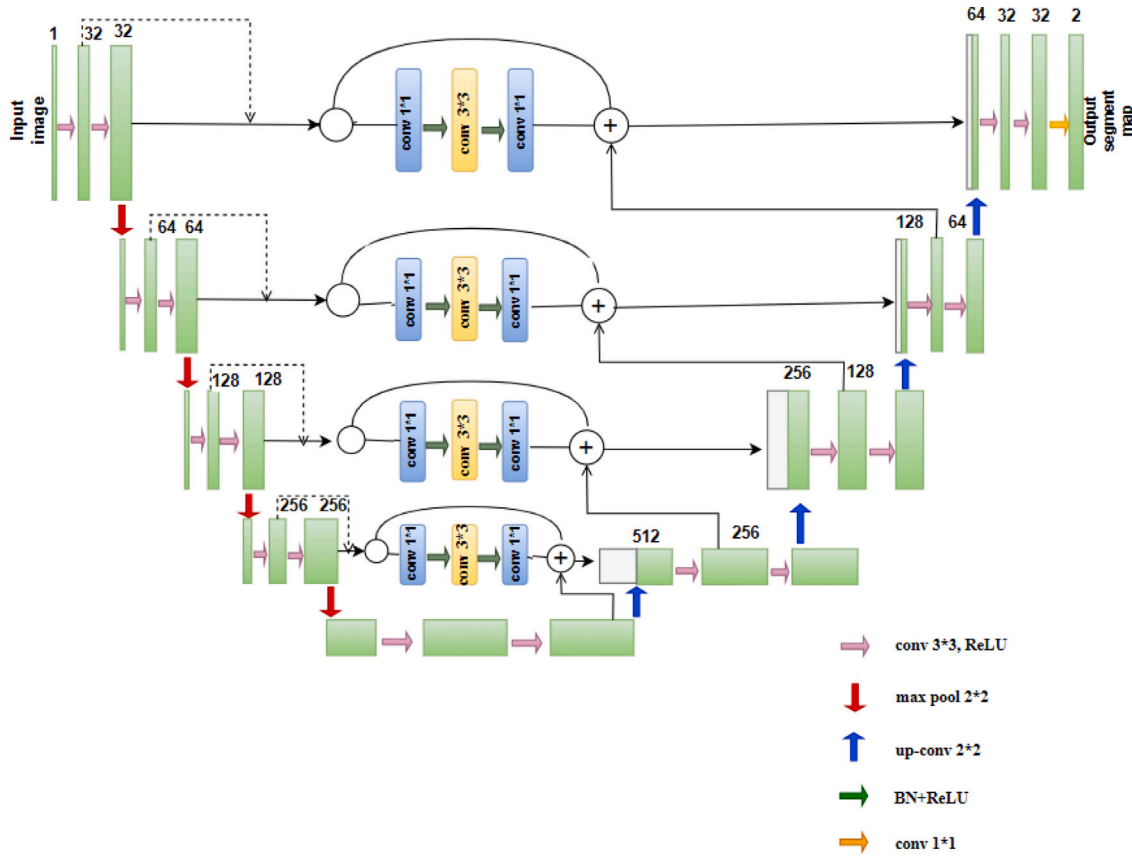 1 32 32
Input image
conv 1*1
conv 3*3
conv 1*1
+
64 32 32 2
Output segment map
64 64
conv 1*1
conv 3*3
conv 1*1
+
128 64
128 128
conv 1*1
conv 3*3
conv 1*1
+
256 128
256 256
conv 1*1
conv 3*3
conv 1*1
+
512 256
conv 3*3, ReLU
max pool 2*2
up-conv 2*2
BN+ReLU
conv 1*1